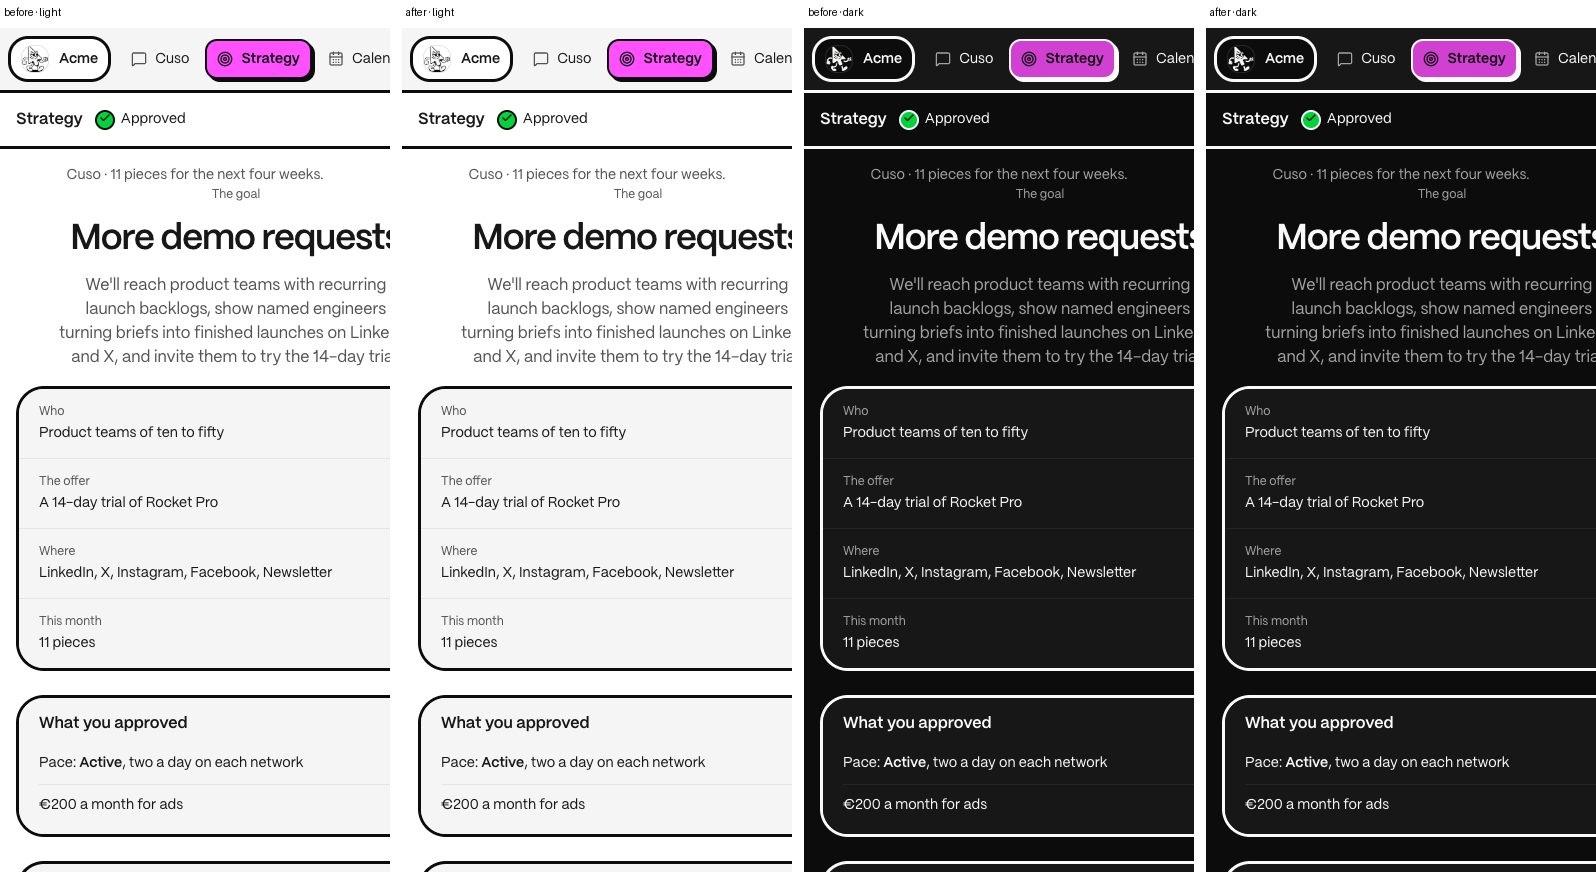 before · light
Acme
Cuso
Strategy
Calen
Strategy
Approved
Cuso · 11 pieces for the next four weeks.
The goal
More demo requests
We'll reach product teams with recurring
launch backlogs, show named engineers
turning briefs into finished launches on Linke
and X, and invite them to try the 14-day tria
Who
Product teams of ten to fifty
The offer
A 14-day trial of Rocket Pro
Where
LinkedIn, X, Instagram, Facebook, Newsletter
This month
11 pieces
What you approved
Pace: Active, two a day on each network
€200 a month for ads
after · light
Acme
Cuso
Strategy
Calen
Strategy
Approved
Cuso · 11 pieces for the next four weeks.
The goal
More demo requests
We'll reach product teams with recurring
launch backlogs, show named engineers
turning briefs into finished launches on Linke
and X, and invite them to try the 14-day tria
Who
Product teams of ten to fifty
The offer
A 14-day trial of Rocket Pro
Where
LinkedIn, X, Instagram, Facebook, Newsletter
This month
11 pieces
What you approved
Pace: Active, two a day on each network
€200 a month for ads
before · dark
Acme
Cuso
Strategy
Calen
Strategy
Approved
Cuso · 11 pieces for the next four weeks.
The goal
More demo requests
We'll reach product teams with recurring
launch backlogs, show named engineers
turning briefs into finished launches on Linke
and X, and invite them to try the 14-day tria
Who
Product teams of ten to fifty
The offer
A 14-day trial of Rocket Pro
Where
LinkedIn, X, Instagram, Facebook, Newsletter
This month
11 pieces
What you approved
Pace: Active, two a day on each network
€200 a month for ads
after · dark
Acme
Cuso
Strategy
Calen
Strategy
Approved
Cuso · 11 pieces for the next four weeks.
The goal
More demo requests
We'll reach product teams with recurring
launch backlogs, show named engineers
turning briefs into finished launches on Linke
and X, and invite them to try the 14-day tria
Who
Product teams of ten to fifty
The offer
A 14-day trial of Rocket Pro
Where
LinkedIn, X, Instagram, Facebook, Newsletter
This month
11 pieces
What you approved
Pace: Active, two a day on each network
€200 a month for ads